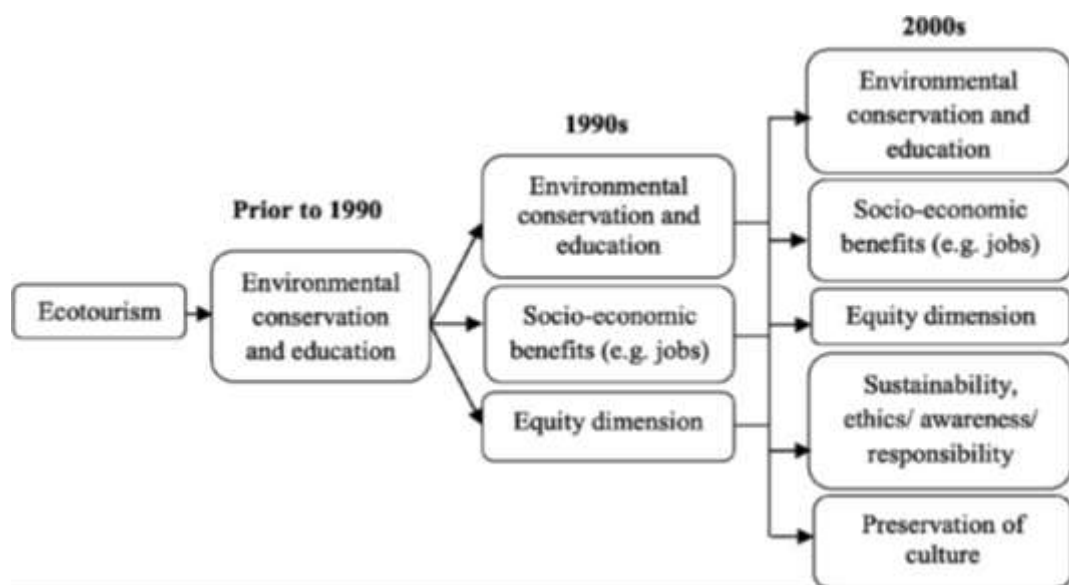 Ecotourism
Prior to 1990
Environmental
conservation
and education
1990s
Environmental
conservation and
education
Socio-economic
benefits (e.g. jobs)
Equity dimension
2000s
Environmental
conservation and
education
Socio-economic
benefits (e.g. jobs)
Equity dimension
Sustainability,
ethics/ awareness/
responsibility
Preservation of
culture